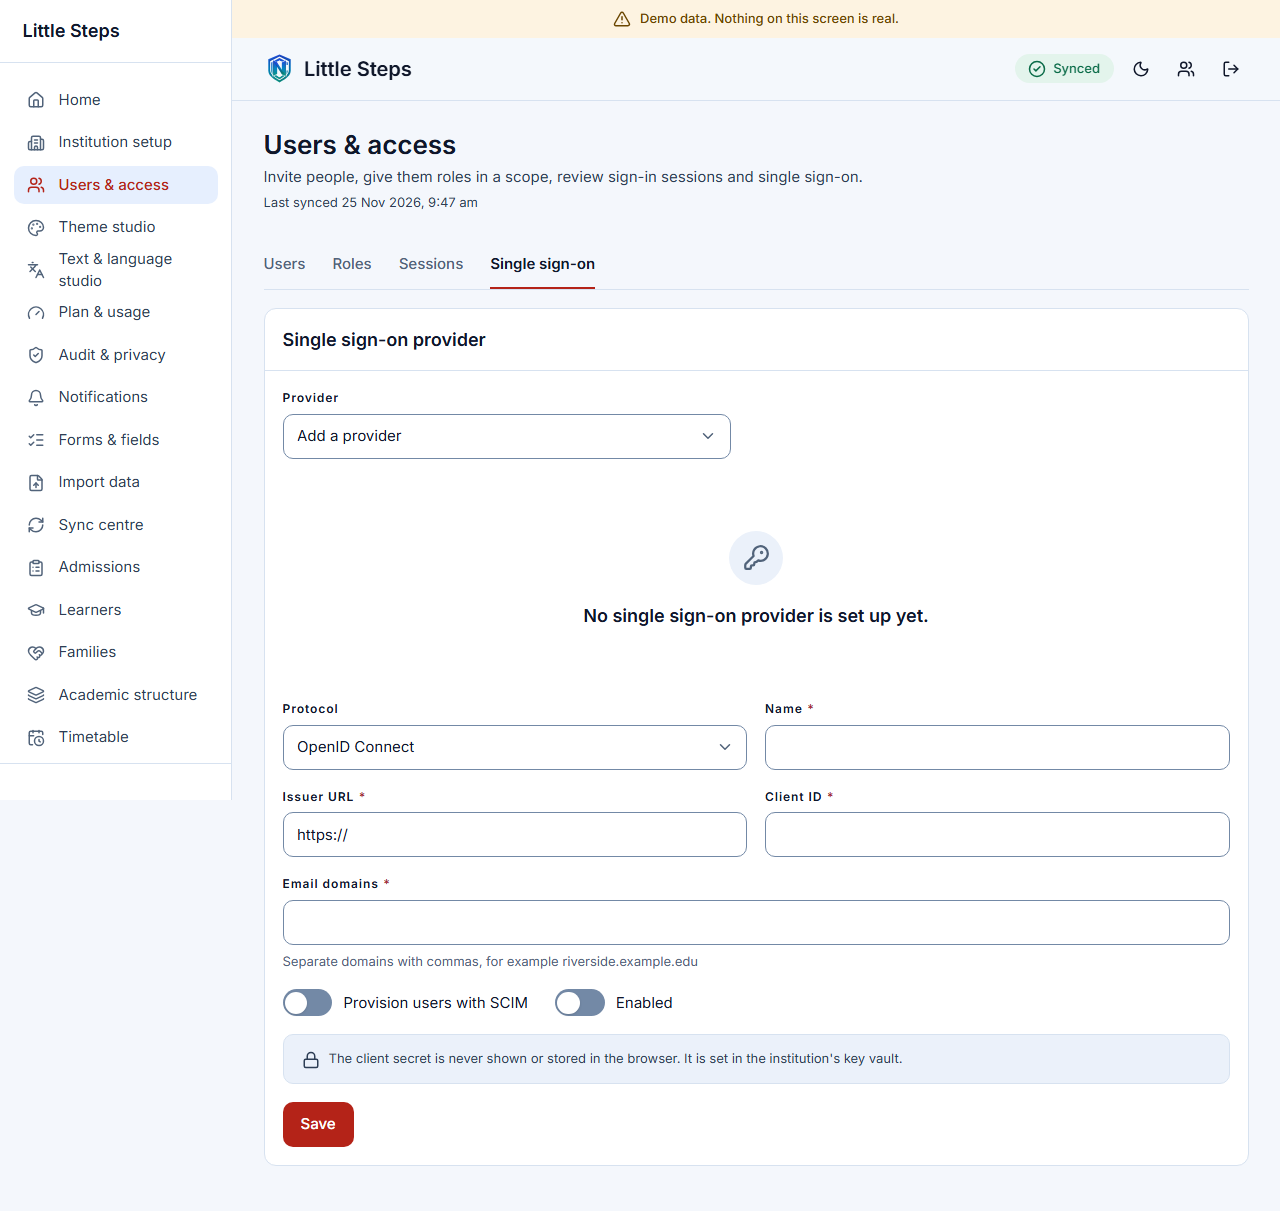 Little Steps
Home
Institution setup
Users & access
Theme studio
Text & language
studio
Plan & usage
Audit & privacy
Notifications
Forms & fields
Import data
Sync centre
Admissions
Learners
Families
Academic structure
Timetable
Demo data. Nothing on this screen is real.
Little Steps
Synced
Users & access
Invite people, give them roles in a scope, review sign-in sessions and single sign-on.
Last synced 25 Nov 2026, 9:47 am
Users Roles Sessions Single sign-on
Single sign-on provider
Provider
Add a provider
No single sign-on provider is set up yet.
Protocol Name *
OpenID Connect
Issuer URL * Client ID *
https://
Email domains *
Separate domains with commas, for example riverside.example.edu
Provision users with SCIM Enabled
The client secret is never shown or stored in the browser. It is set in the institution's key vault.
Save